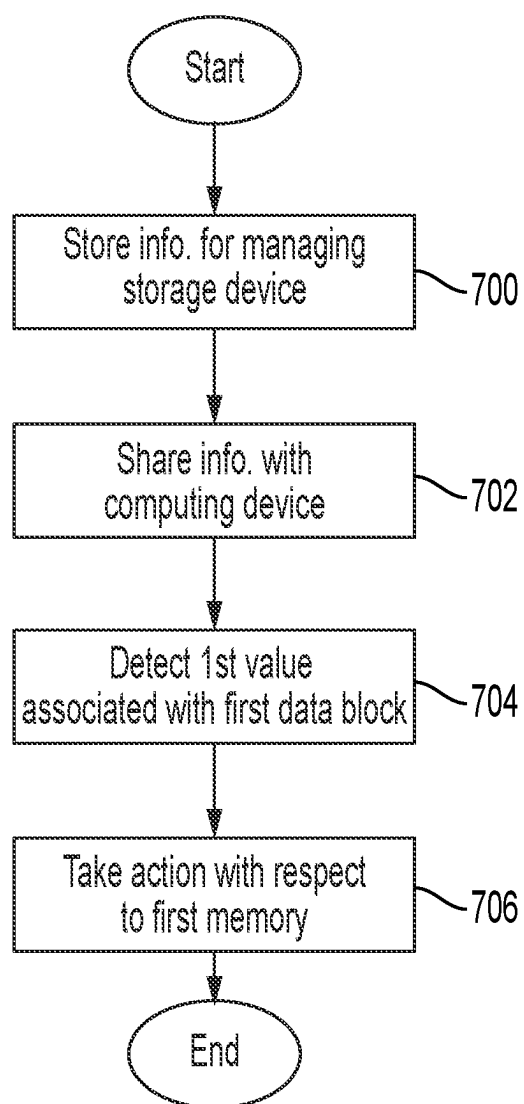 Start
Store info. for managing
storage device
700
Share info. with
computing device
702
Detect 1st value
associated with first data block
704
Take action with respect
to first memory
706
End